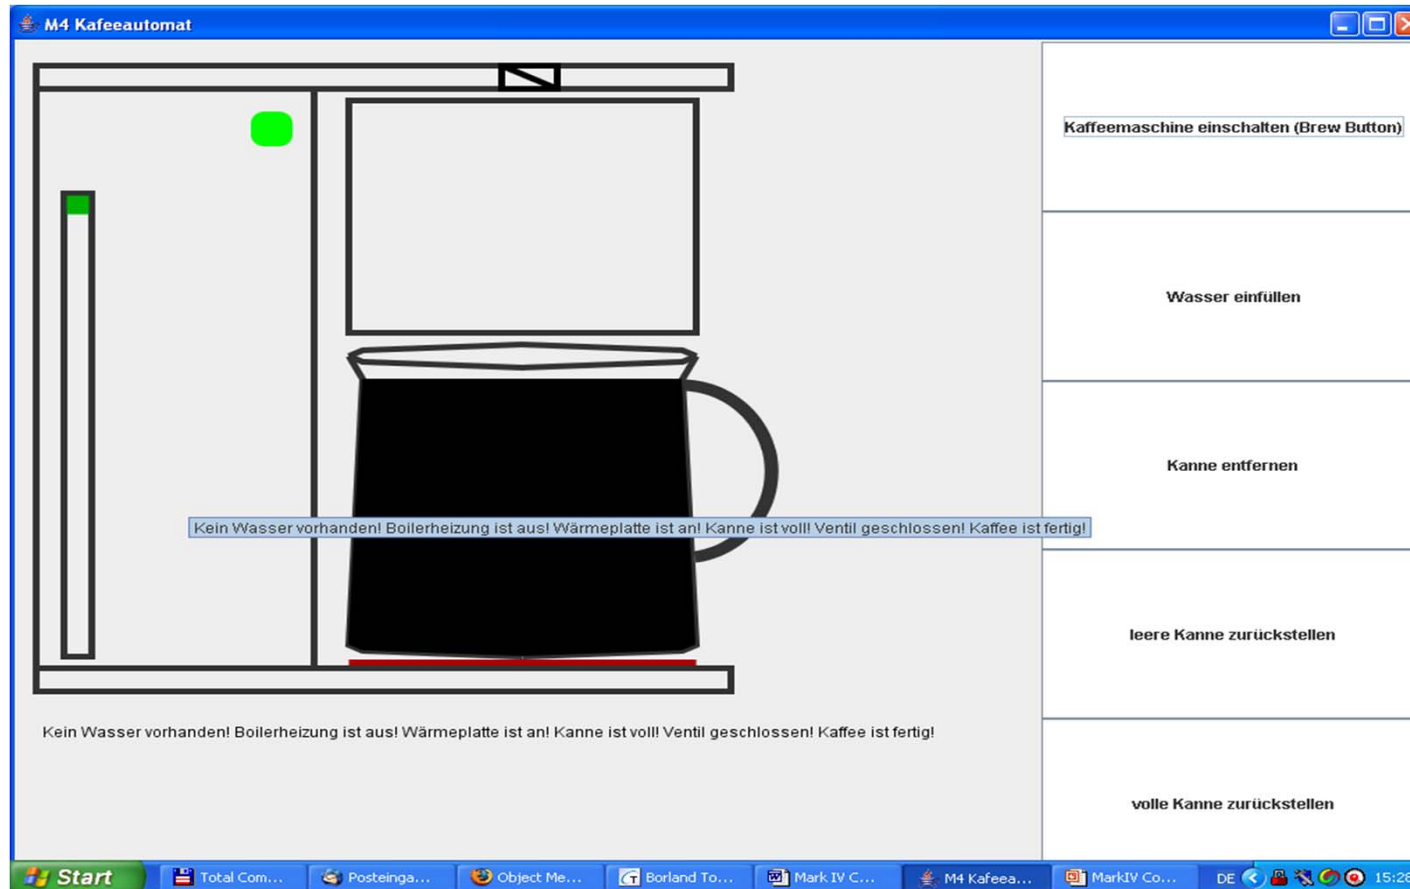 M4 Kafeeautomat
Kaffeemaschine einschalten (Brew Button)
Wasser einfüllen
Kanne entfernen
Kein Wasser vorhanden! Boilerheizung ist aus! Wärmeplatte ist an! Kanne ist voll! Ventil geschlossen! Kaffee ist fertig!
leere Kanne zurückstellen
Kein Wasser vorhanden! Boilerheizung ist aus! Wärmeplatte ist an! Kanne ist voll! Ventil geschlossen! Kaffee ist fertig!
volle Kanne zurückstellen
Start Total Com... Posteinga... Object Me... Borland To... Mark IV C... M4 Kafeea... MarkIV Co... DE 15:28